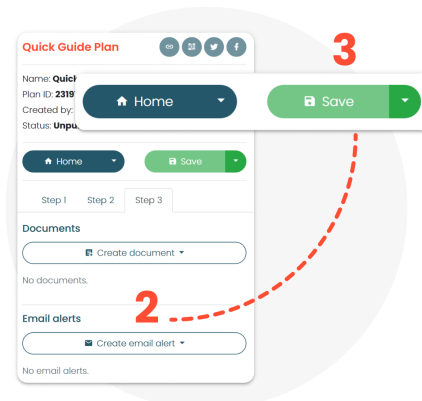 Quick Guide Plan
3
Name: Quick
Plan ID: 2319
Created by:
Status: Unpu
Home
Save
Home
Save
Step 1 Step 2 Step 3
Documents
Create document
No documents.
2
Email alerts
Create email alert
No email alerts.